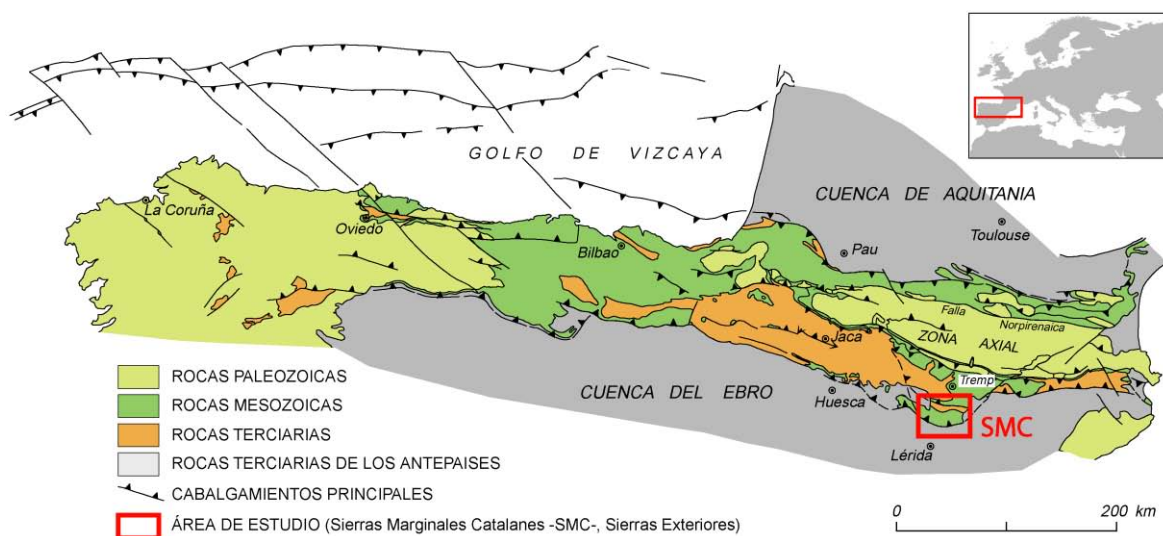 GOLFO DE VIZCAYA
CUENCA DE AQUITANIA
La Coruña
Oviedo
Bilbao
Pau
Toulouse
Falla Norpirenaica
ZONA AXIAL
Jaca
Tremp
CUENCA DEL EBRO
Huesca
SMC
Lérida
ROCAS PALEOZOICAS
ROCAS MESOZOICAS
ROCAS TERCIARIAS
ROCAS TERCIARIAS DE LOS ANTEPAISES
CABALGAMIENTOS PRINCIPALES
ÁREA DE ESTUDIO (Sierras Marginales Catalanes -SMC-, Sierras Exteriores)
0 200 km